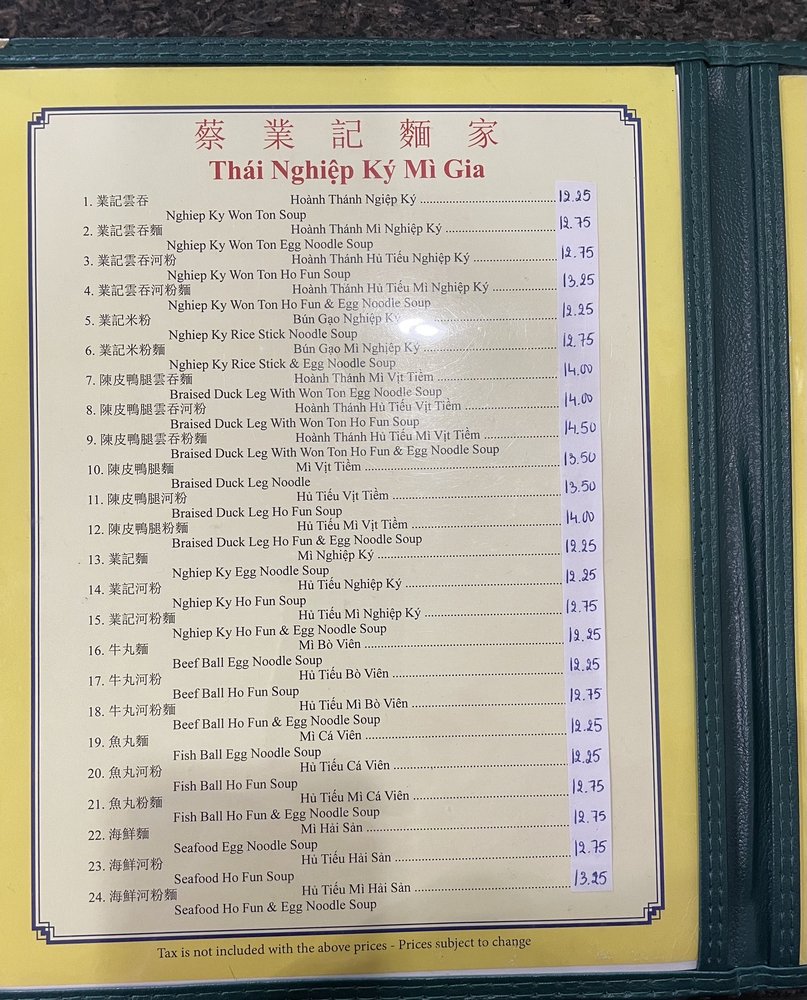 蔡業記麵家
Thái Nghiệp Ký Mì Gia
1. 業記雲吞 Hoành Thánh Ngiệp Ký 12.25
Nghiep Ky Won Ton Soup
2. 業記雲吞麵 Hoành Thánh Mì Nghiệp Ký 12.75
Nghiep Ky Won Ton Egg Noodle Soup
3. 業記雲吞河粉 Hoành Thánh Hủ Tiếu Nghiệp Ký 12.75
Nghiep Ky Won Ton Ho Fun Soup
4. 業記雲吞河粉麵 Hoành Thánh Hủ Tiếu Mì Nghiệp Ký 13.25
Nghiep Ky Won Ton Ho Fun & Egg Noodle Soup
5. 業記米粉 Bún Gạo Nghiệp Ký 12.25
Nghiep Ky Rice Stick Noodle Soup
6. 業記米粉麵 Bún Gạo Mì Nghiệp Ký 12.75
Nghiep Ky Rice Stick & Egg Noodle Soup
7. 陳皮鴨腿雲吞麵 Hoành Thánh Mì Vịt Tiềm 14.00
Braised Duck Leg With Won Ton Egg Noodle Soup
8. 陳皮鴨腿雲吞河粉 Hoành Thánh Hủ Tiếu Vịt Tiềm 14.00
Braised Duck Leg With Won Ton Ho Fun Soup
9. 陳皮鴨腿雲吞粉麵 Hoành Thánh Hủ Tiếu Mì Vịt Tiềm 14.50
Braised Duck Leg With Won Ton Ho Fun & Egg Noodle Soup
10. 陳皮鴨腿麵 Mì Vịt Tiềm 13.50
Braised Duck Leg Noodle
11. 陳皮鴨腿河粉 Hủ Tiếu Vịt Tiềm 13.50
Braised Duck Leg Ho Fun Soup
12. 陳皮鴨腿粉麵 Hủ Tiếu Mì Vịt Tiềm 14.00
Braised Duck Leg Ho Fun & Egg Noodle Soup
13. 業記麵 Mì Nghiệp Ký 12.25
Nghiep Ky Egg Noodle Soup
14. 業記河粉 Hủ Tiếu Nghiệp Ký 12.25
Nghiep Ky Ho Fun Soup
15. 業記河粉麵 Hủ Tiếu Mì Nghiệp Ký 12.75
Nghiep Ky Ho Fun & Egg Noodle Soup
16. 牛丸麵 Mì Bò Viên 12.25
Beef Ball Egg Noodle Soup
17. 牛丸河粉 Hủ Tiếu Bò Viên 12.25
Beef Ball Ho Fun Soup
18. 牛丸河粉麵 Hủ Tiếu Mì Bò Viên 12.75
Beef Ball Ho Fun & Egg Noodle Soup
19. 魚丸麵 Mì Cá Viên 12.25
Fish Ball Egg Noodle Soup
20. 魚丸河粉 Hủ Tiếu Cá Viên 12.25
Fish Ball Ho Fun Soup
21. 魚丸粉麵 Hủ Tiếu Mì Cá Viên 12.75
Fish Ball Ho Fun & Egg Noodle Soup
22. 海鮮麵 Mì Hải Sản 12.75
Seafood Egg Noodle Soup
23. 海鮮河粉 Hủ Tiếu Hải Sản 12.75
Seafood Ho Fun Soup
24. 海鮮河粉麵 Hủ Tiếu Mì Hải Sản 13.25
Seafood Ho Fun & Egg Noodle Soup
Tax is not included with the above prices - Prices subject to change